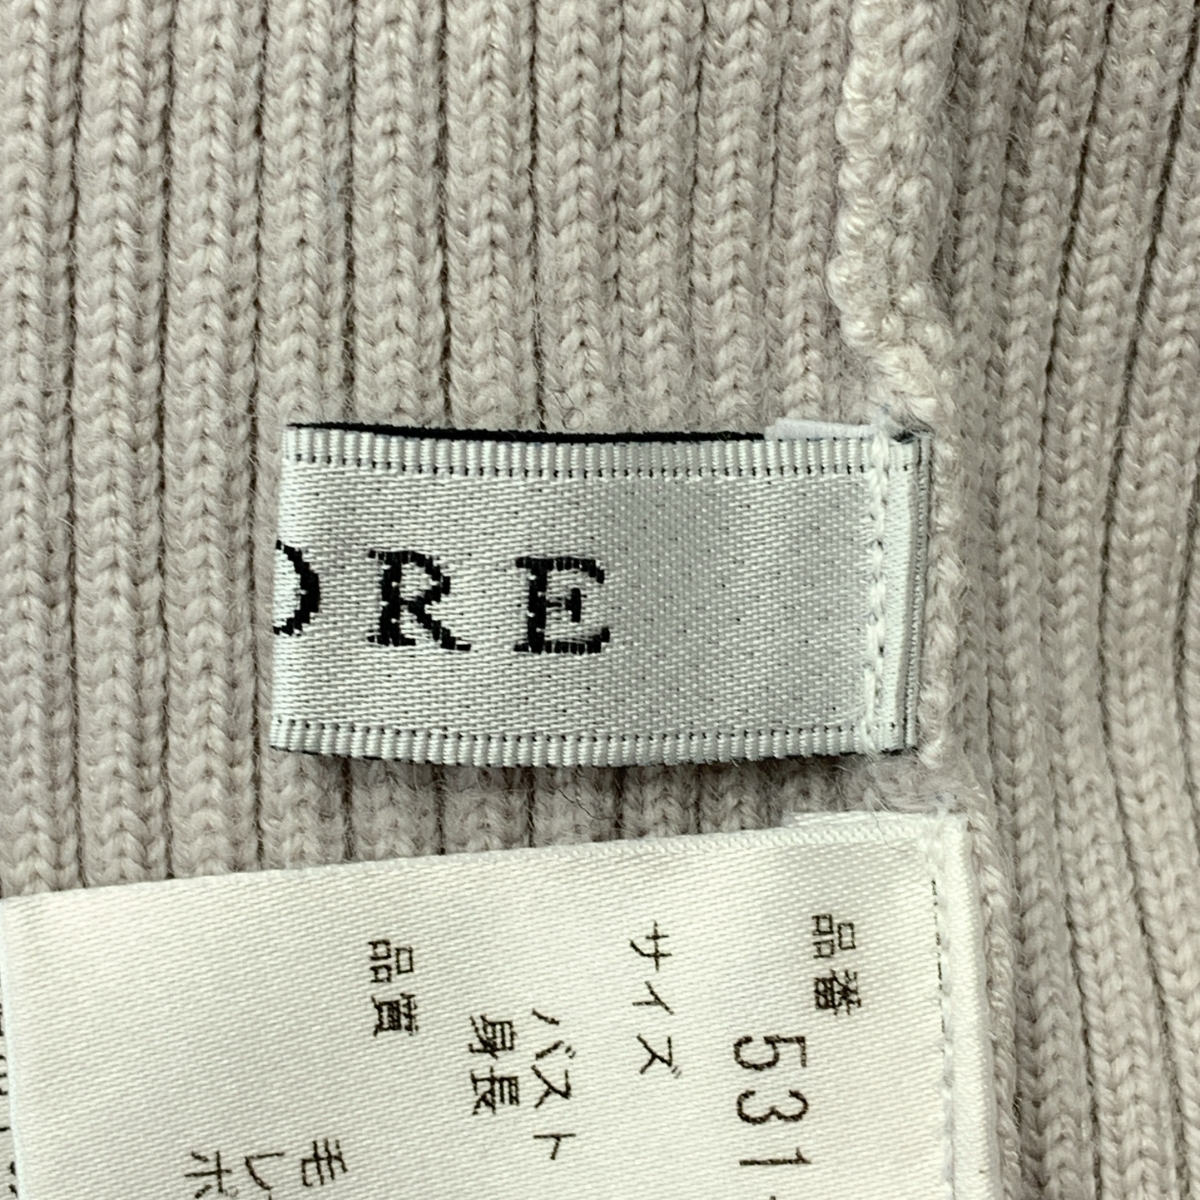 ORE
品番
531-
サイズ
バスト
身長
品質
毛